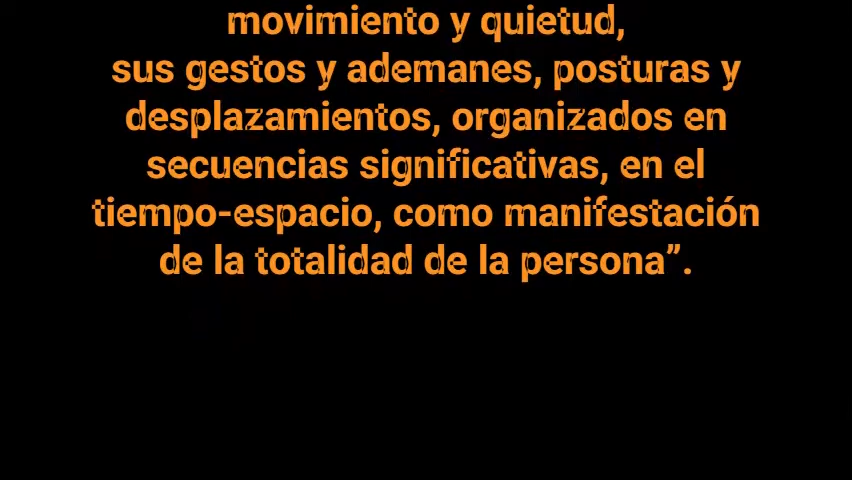 movimiento y quietud,
sus gestos y ademanes, posturas y
desplazamientos, organizados en
secuencias significativas, en el
tiempo-espacio, como manifestación
de la totalidad de la persona”.